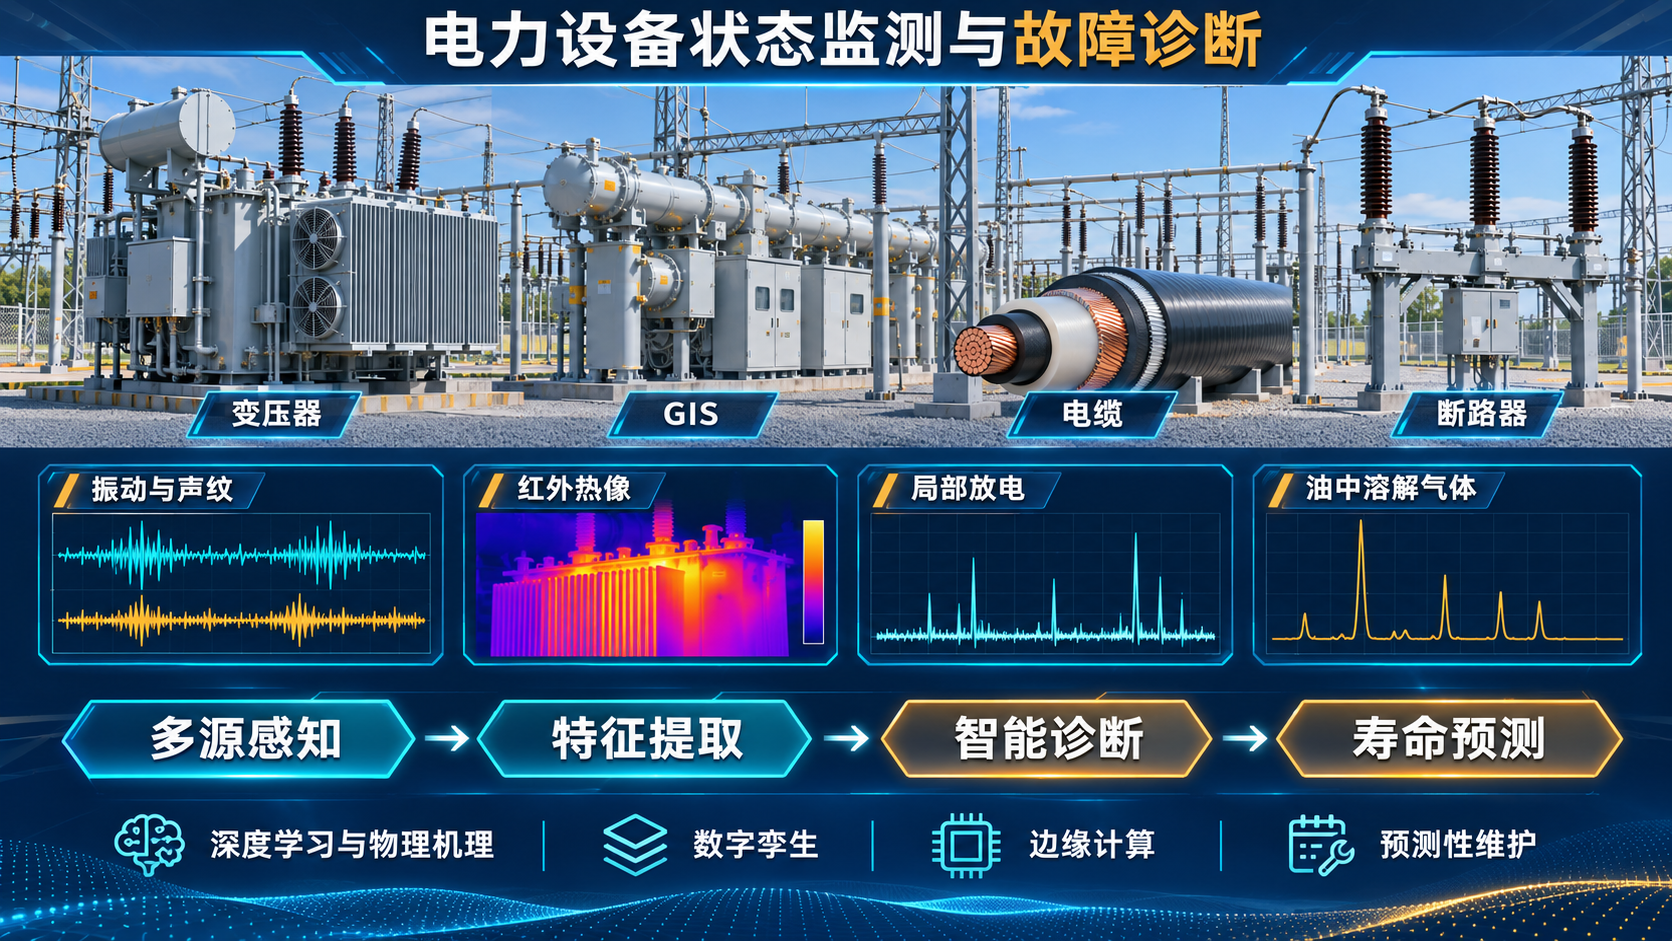 电力设备状态监测与故障诊断
变压器
GIS
电缆
断路器
振动与声纹
红外热像
局部放电
油中溶解气体
多源感知
特征提取
智能诊断
寿命预测
深度学习与物理机理
数字孪生
边缘计算
预测性维护